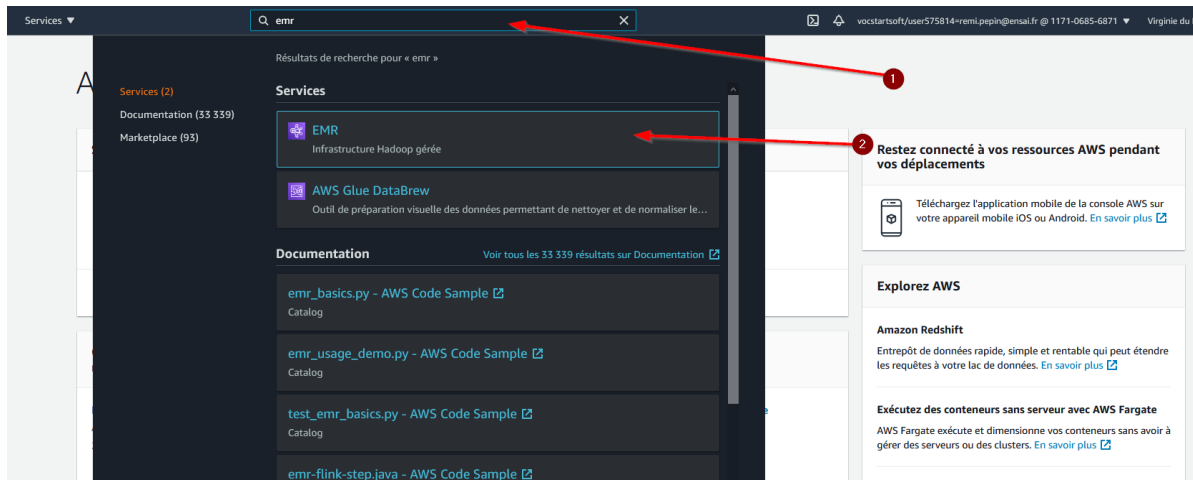 Services ▼
emr
vocstartsoft/user575814=remi.pepin@ensai.fr @ 1171-0685-6871 ▼
Virginie du
1
Résultats de recherche pour « emr »
A
Services (2)
Documentation (33 339)
Marketplace (93)
Services
EMR
Infrastructure Hadoop gérée
2
AWS Glue DataBrew
Outil de préparation visuelle des données permettant de nettoyer et de normaliser le...
Documentation
Voir tous les 33 339 résultats sur Documentation
emr_basics.py - AWS Code Sample
Catalog
emr_usage_demo.py - AWS Code Sample
Catalog
test_emr_basics.py - AWS Code Sample
Catalog
emr-flink-step.java - AWS Code Sample
Restez connecté à vos ressources AWS pendant
vos déplacements
Téléchargez l'application mobile de la console AWS sur
votre appareil mobile iOS ou Android. En savoir plus
Explorez AWS
Amazon Redshift
Entrepôt de données rapide, simple et rentable qui peut étendre
les requêtes à votre lac de données. En savoir plus
Exécutez des conteneurs sans serveur avec AWS Fargate
AWS Fargate exécute et dimensionne vos conteneurs sans avoir à
gérer des serveurs ou des clusters. En savoir plus